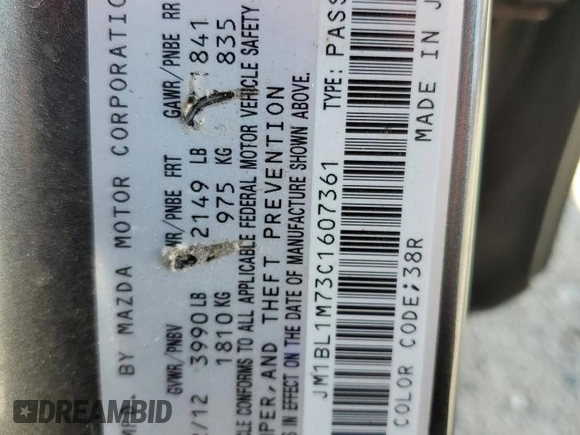 BY MAZDA MOTOR CORPORATIO
GVWR/PNBV
WR/PNBE FRT
GAWR/PNBE RR
3990 LB
2149 LB
841
1810 KG
975 KG
835
/12
CLE CONFORMS TO ALL APPLICABLE FEDERAL MOTOR VEHICLE SAFETY
PER, AND THEFT PREVENTION
IN EFFECT ON THE DATE OF MANUFACTURE SHOWN ABOVE.
JM1BL1M73C1607361
TYPE: PASS
COLOR CODE;38R
MADE IN J
DREAMBID